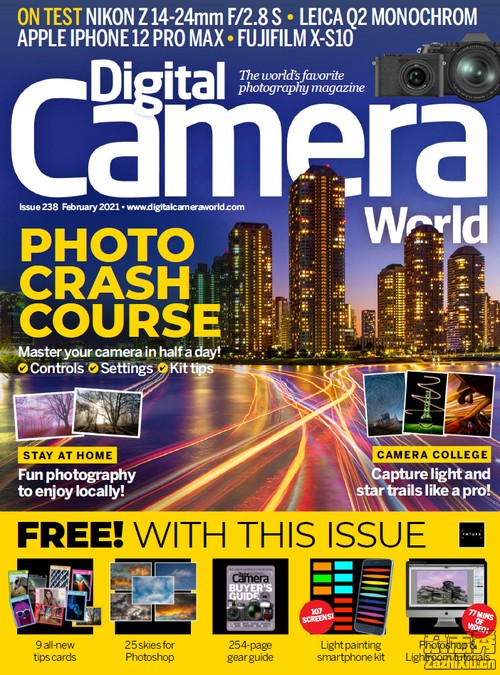 ON TEST NIKON Z 14-24mm F/2.8 S • LEICA Q2 MONOCHROM
APPLE IPHONE 12 PRO MAX • FUJIFILM X-S10
Digital
Camera
World
The world's favorite
photography magazine
Issue 238 February 2021 • www.digitalcameraworld.com
PHOTO
CRASH
COURSE
Master your camera in half a day!
Controls Settings Kit tips
STAY AT HOME
Fun photography
to enjoy locally!
CAMERA COLLEGE
Capture light and
star trails like a pro!
FREE! WITH THIS ISSUE
FUTURE
Camera
BUYER'S
GUIDE
107
SCREENS!
77 MINS
OF
VIDEO!
9 all-new
tips cards
25 skies for
Photoshop
254-page
gear guide
Light painting
smartphone kit
Photoshop &
Lightroom tutorials
zazhixiu.cn